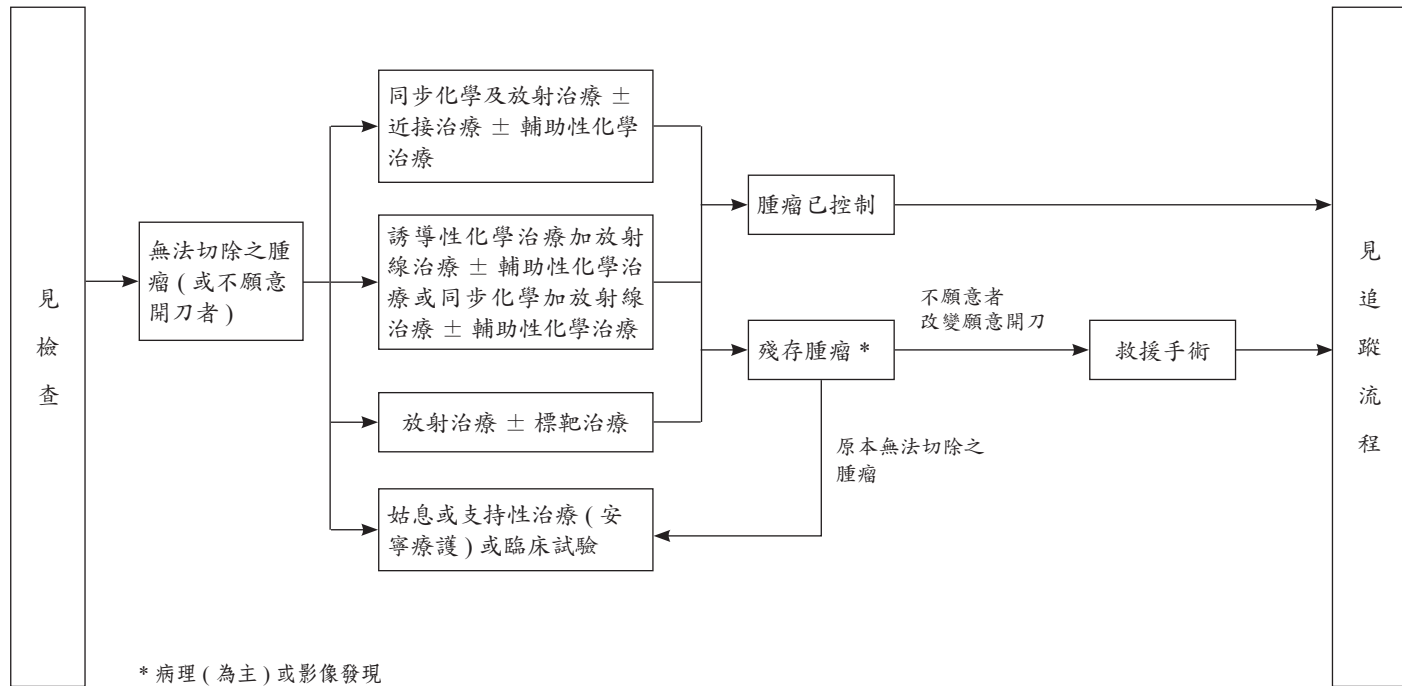 見檢查
無法切除之腫
瘤 ( 或不願意
開刀者 )
同步化學及放射治療 ±
近接治療 ± 輔助性化學
治療
誘導性化學治療加放射
線治療 ± 輔助性化學治
療或同步化學加放射線
治療 ± 輔助性化學治療
放射治療 ± 標靶治療
姑息或支持性治療 ( 安
寧療護 ) 或臨床試驗
腫瘤已控制
殘存腫瘤 *
不願意者
改變願意開刀
救援手術
原本無法切除之
腫瘤
見追蹤流程
* 病理 ( 為主 ) 或影像發現